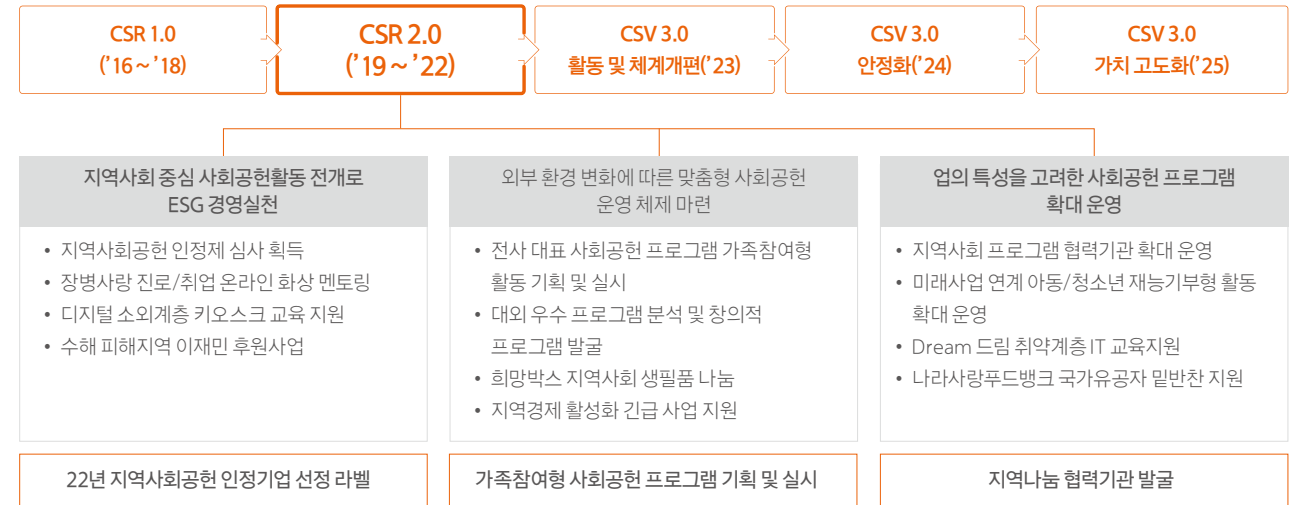 CSR 1.0
(’16 ~ ’18)
CSR 2.0
(’19 ~ ’22)
CSV 3.0
활동 및 체계개편(’23)
CSV 3.0
안정화(’24)
CSV 3.0
가치 고도화(’25)
지역사회 중심 사회공헌활동 전개로
ESG 경영실천
• 지역사회공헌 인정제 심사 획득
• 장병사랑 진로/취업 온라인 화상 멘토링
• 디지털 소외계층 키오스크 교육 지원
• 수해 피해지역 이재민 후원사업
22년 지역사회공헌 인정기업 선정 라벨
외부 환경 변화에 따른 맞춤형 사회공헌
운영 체제 마련
• 전사 대표 사회공헌 프로그램 가족참여형
활동 기획 및 실시
• 대외 우수 프로그램 분석 및 창의적
프로그램 발굴
• 희망박스 지역사회 생필품 나눔
• 지역경제 활성화 긴급 사업 지원
가족참여형 사회공헌 프로그램 기획 및 실시
업의 특성을 고려한 사회공헌 프로그램
확대 운영
• 지역사회 프로그램 협력기관 확대 운영
• 미래사업 연계 아동/청소년 재능기부형 활동
확대 운영
• Dream 드림 취약계층 IT 교육지원
• 나라사랑푸드뱅크 국가유공자 밑반찬 지원
지역나눔 협력기관 발굴